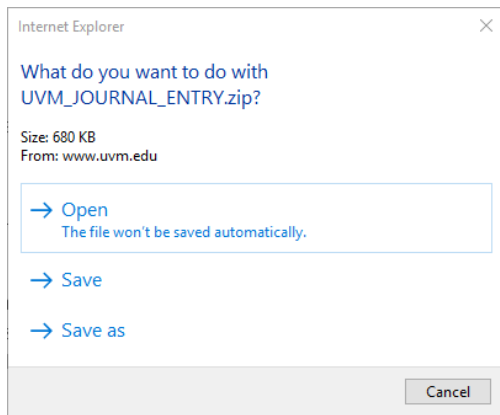 Internet Explorer
What do you want to do with
UVM_JOURNAL_ENTRY.zip?
Size: 680 KB
From: www.uvm.edu
Open
The file won't be saved automatically.
Save
Save as
Cancel